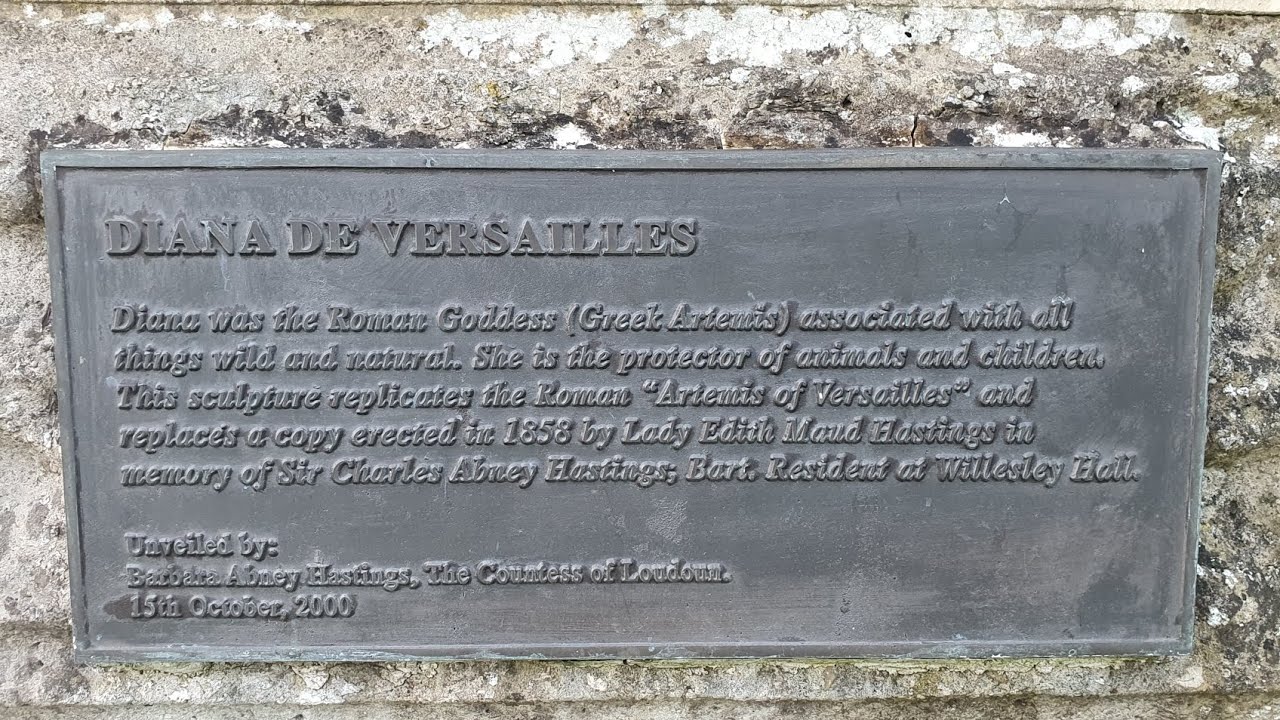 DIANA DE VERSAILLES
Diana was the Roman Goddess (Greek Artemis) associated with all
things wild and natural. She is the protector of animals and children.
This sculpture replicates the Roman "Artemis of Versailles" and
replaces a copy erected in 1858 by Lady Edith Maud Hastings in
memory of Sir Charles Abney Hastings; Bart. Resident at Willesley Hall.
Unveiled by:
Barbara Abney Hastings, The Countess of Loudoun.
15th October, 2000